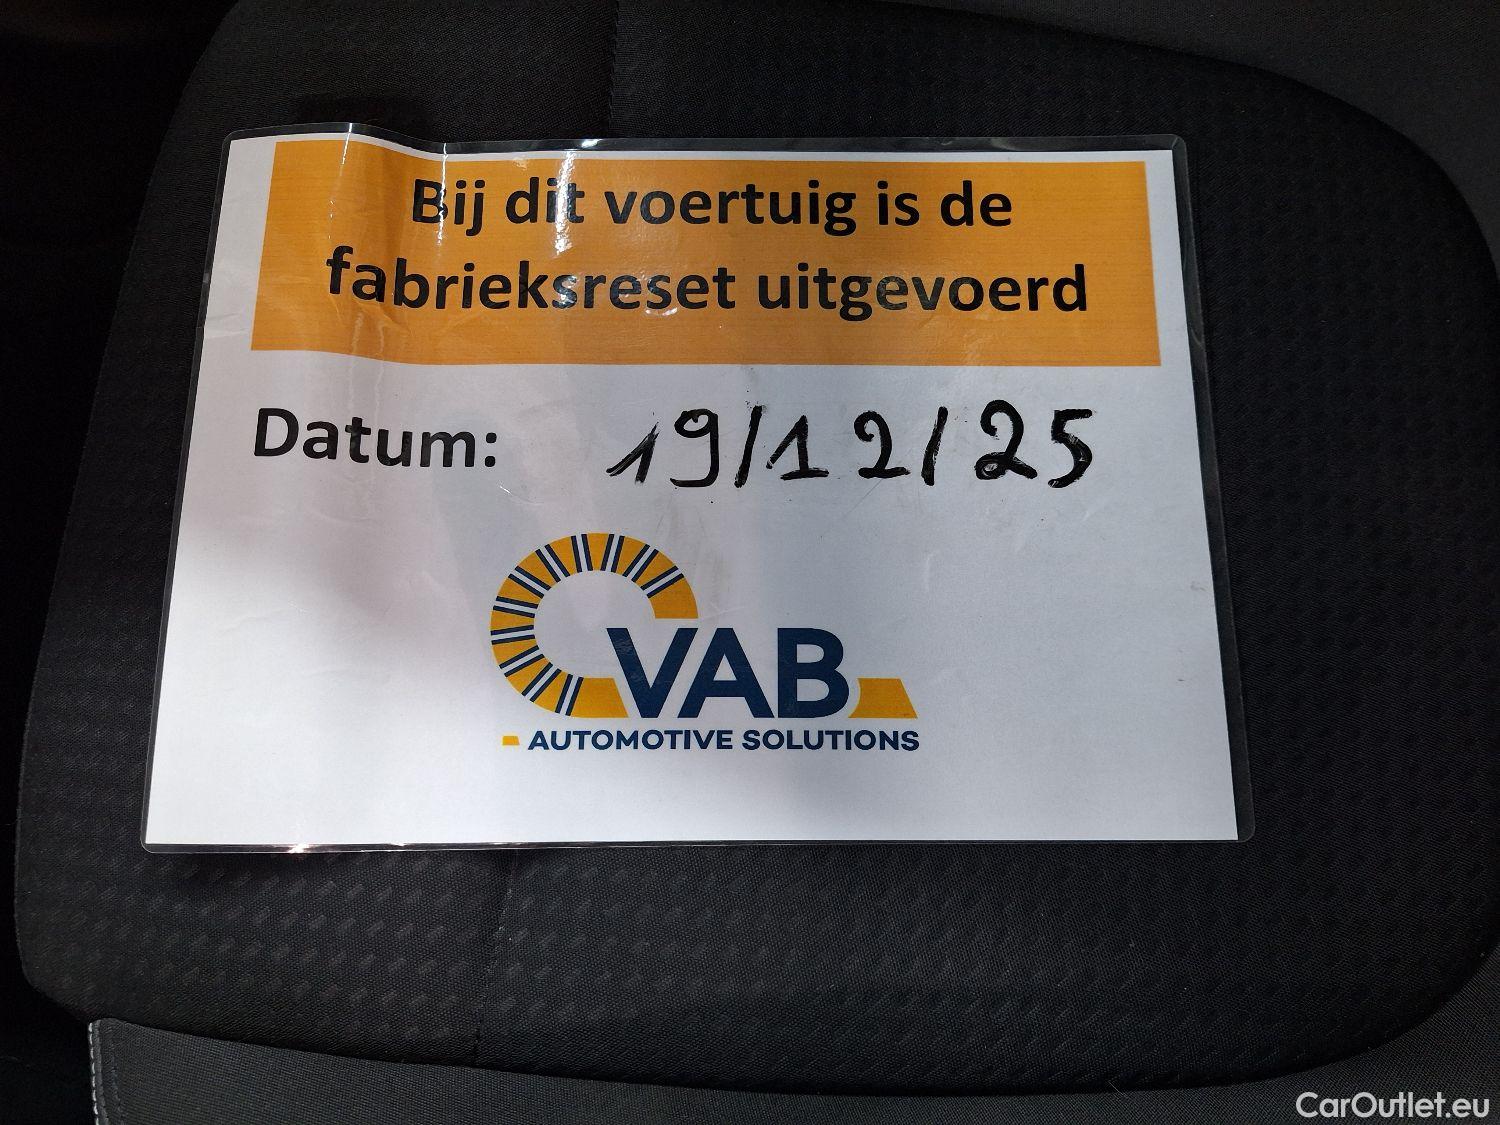 Bij dit voertuig is de
fabrieksreset uitgevoerd
Datum: 19/12/25
VAB
AUTOMOTIVE SOLUTIONS
CarOutlet.eu